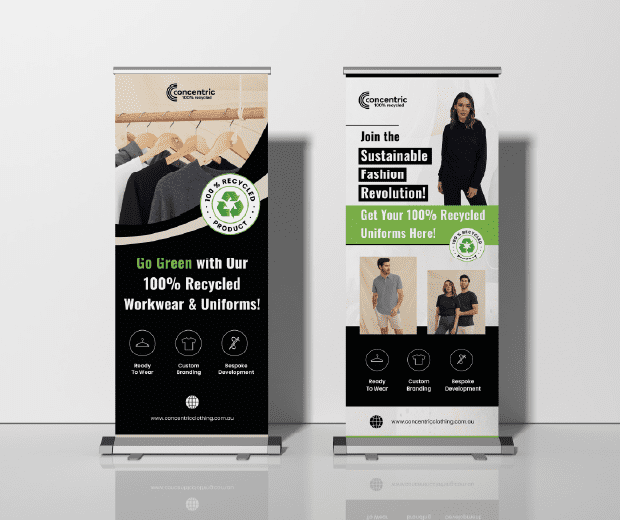 concentric
100% recycled
100% RECYCLED
PRODUCT
Go Green with Our
100% Recycled
Workwear & Uniforms!
Ready
To Wear
Custom
Branding
Bespoke
Development
www.concentricclothing.com.au
concentric
100% recycled
Join the
Sustainable
Fashion
Revolution!
Get Your 100% Recycled
Uniforms Here!
100% RECYCLED
PRODUCT
Ready
To Wear
Custom
Branding
Bespoke
Development
www.concentricclothing.com.au